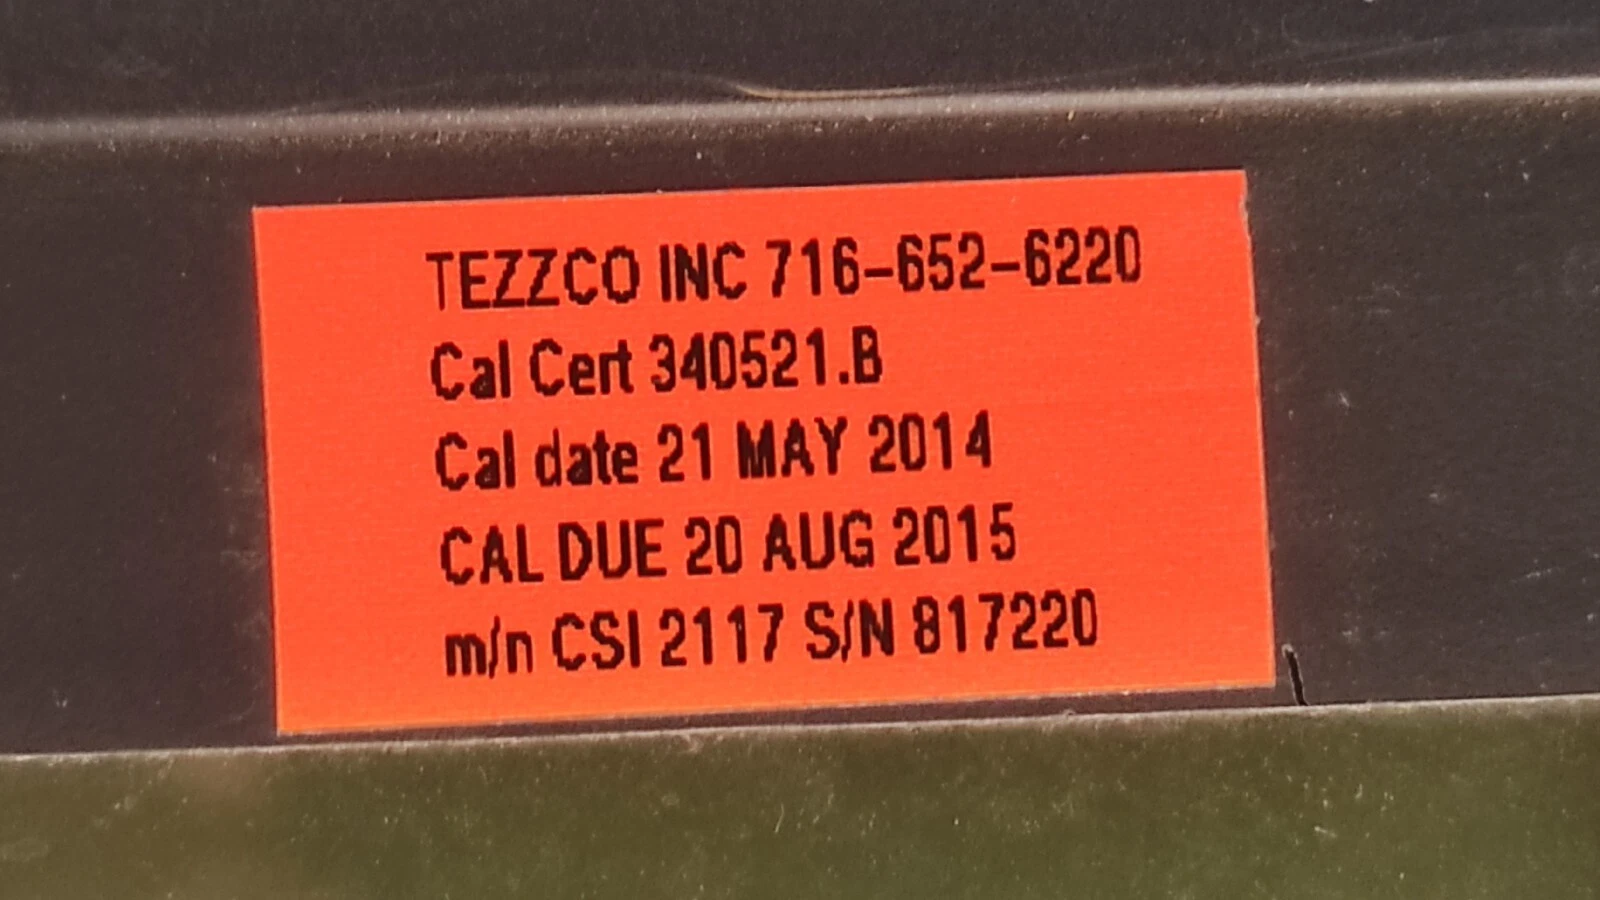 TEZZCO INC 716-652-6220
Cal Cert 340521.B
Cal date 21 MAY 2014
CAL DUE 20 AUG 2015
m/n CSI 2117 S/N 817220